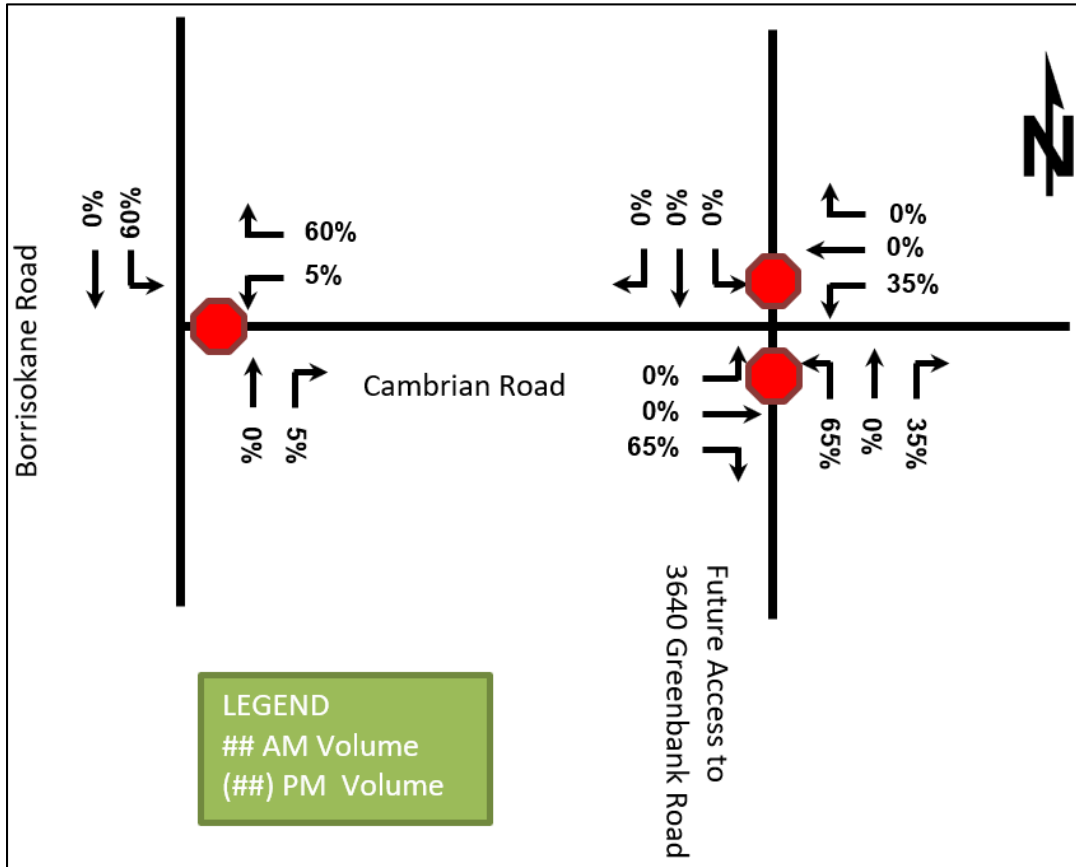 0%
60%
60%
5%
0%
0%
0%
0%
0%
35%
N
Borrisokane Road
Cambrian Road
0%
5%
0%
0%
65%
65%
0%
35%
Future Access to
3640 Greenbank Road
LEGEND
## AM Volume
(##) PM Volume